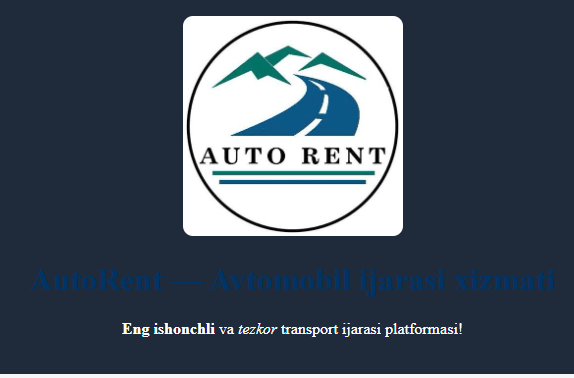 AUTO RENT
AutoRent — Avtomobil ijarasi xizmati
Eng ishonchli va tezkor transport ijarasi platformasi!